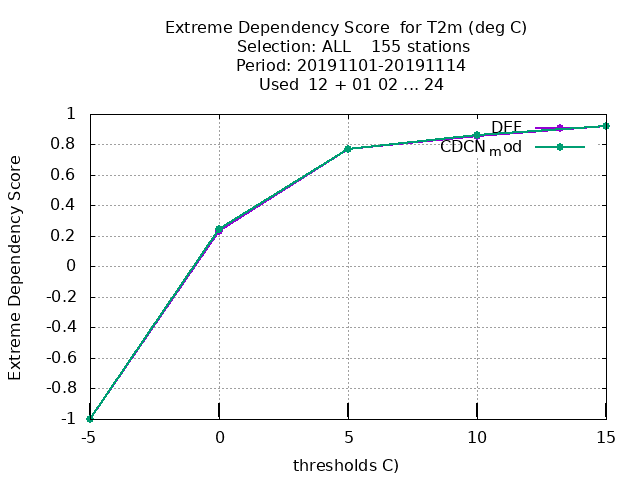 Extreme Dependency Score  for T2m (deg C)
Selection: ALL    155 stations
Period: 20191101-20191114
Used  12 + 01 02 ... 24
Extreme Dependency Score
1
0.8
0.6
0.4
0.2
0
-0.2
-0.4
-0.6
-0.8
-1
DEF
CDCNmod
-5
0
5
10
15
thresholds C)